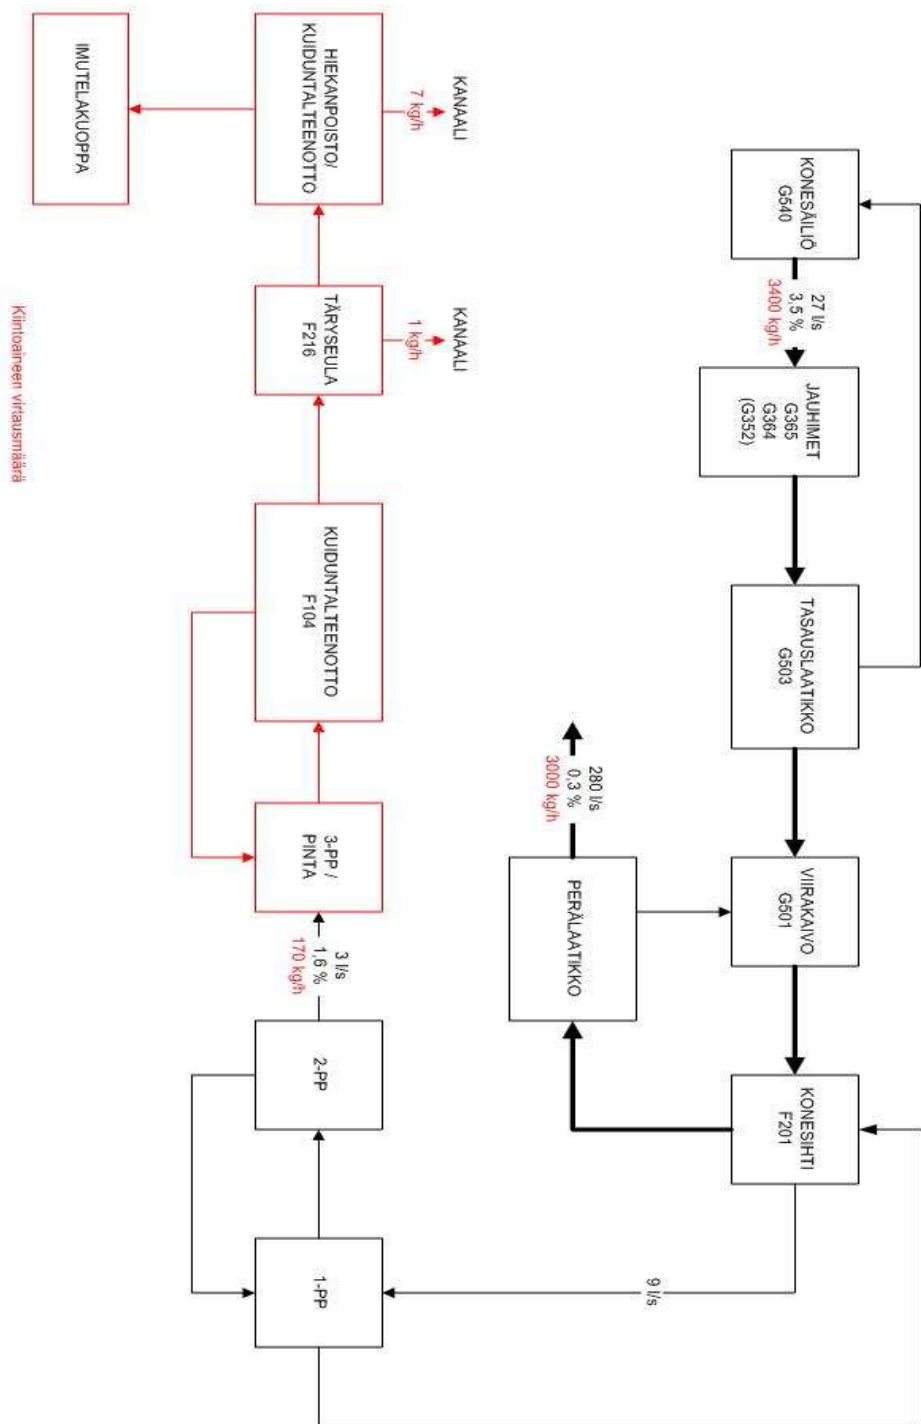 KONESÄILIÖ
G540
27 l/s
3,5 %
3400 kg/h
JAUHIMET
G365
G364
(G352)
TASAUSLAATIKKO
G503
VIIRAKAIVO
G501
KONESIHTI
F201
280 l/s
0,3 %
3000 kg/h
PERÄLAATIKKO
9 l/s
KANAALI
7 kg/h
KANAALI
1 kg/h
IMUTELAKUOPPA
HIEKANPOISTO/
KUIDUNTALTEENOTTO
TÄRYSEULA
F216
KUIDUNTALTEENOTTO
F104
3-PP /
PINTA
3 l/s
1,6 %
170 kg/h
2-PP
1-PP
Kiintoaineen virtausmäärä